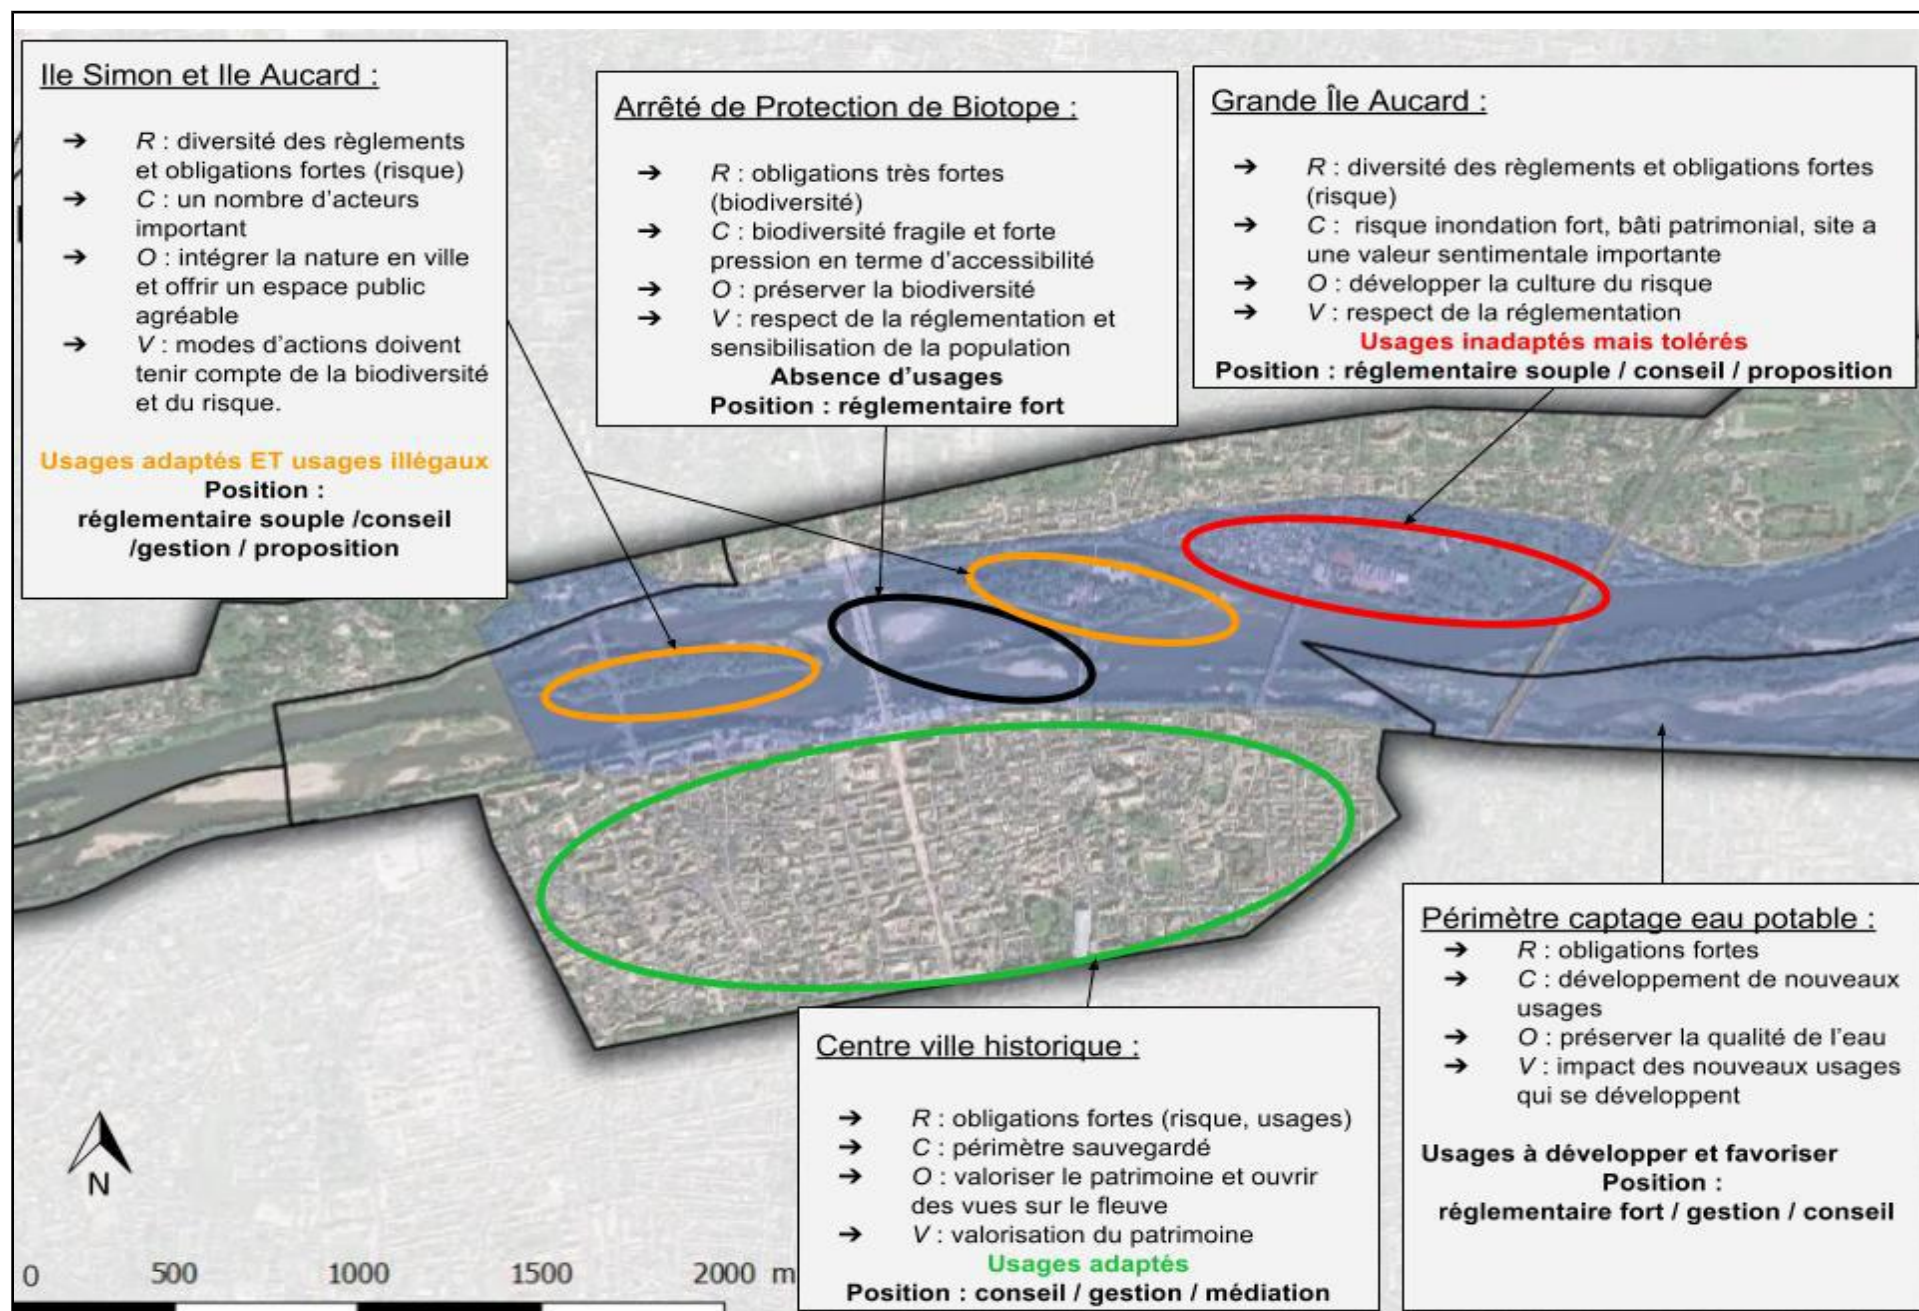 Ile Simon et Ile Aucard :
➔ R : diversité des règlements
et obligations fortes (risque)
➔ C : un nombre d'acteurs
important
➔ O : intégrer la nature en ville
et offrir un espace public
agréable
➔ V : modes d'actions doivent
tenir compte de la biodiversité
et du risque.
Usages adaptés ET usages illégaux
Position :
réglementaire souple /conseil
/gestion / proposition
Arrêté de Protection de Biotope :
➔ R : obligations très fortes
(biodiversité)
➔ C : biodiversité fragile et forte
pression en terme d'accessibilité
➔ O : préserver la biodiversité
➔ V : respect de la réglementation et
sensibilisation de la population
Absence d'usages
Position : réglementaire fort
Grande Île Aucard :
➔ R : diversité des règlements et obligations fortes
(risque)
➔ C : risque inondation fort, bâti patrimonial, site a
une valeur sentimentale importante
➔ O : développer la culture du risque
➔ V : respect de la réglementation
Usages inadaptés mais tolérés
Position : réglementaire souple / conseil / proposition
Centre ville historique :
➔ R : obligations fortes (risque, usages)
➔ C : périmètre sauvegardé
➔ O : valoriser le patrimoine et ouvrir
des vues sur le fleuve
➔ V : valorisation du patrimoine
Usages adaptés
Position : conseil / gestion / médiation
Périmètre captage eau potable :
➔ R : obligations fortes
➔ C : développement de nouveaux
usages
➔ O : préserver la qualité de l'eau
➔ V : impact des nouveaux usages
qui se développent
Usages à développer et favoriser
Position :
réglementaire fort / gestion / conseil
N
0 500 1000 1500 2000 m